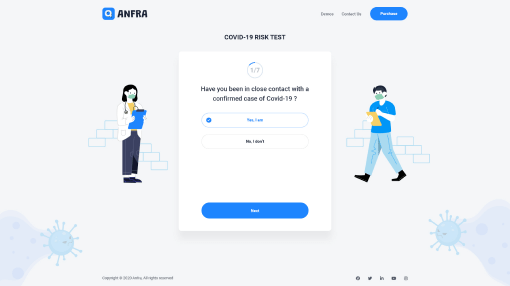 ANFRA
Demos
Contact Us
Purchase
COVID-19 RISK TEST
1/7
Have you been in close contact with a
confirmed case of Covid-19 ?
Yes, I am
No, I don't
Next
Copyright © 2020 Anfra. All rights reserved